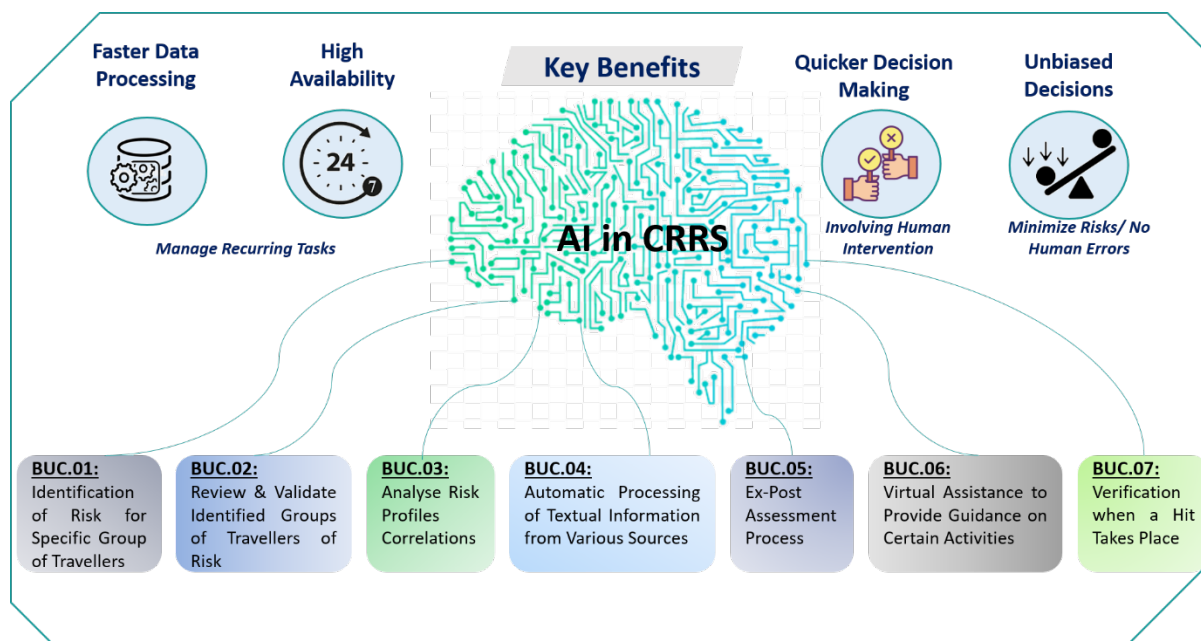 Faster Data
Processing
High
Availability
Key Benefits
Quicker Decision
Making
Unbiased
Decisions
24
7
Manage Recurring Tasks
AI in CRRS
Involving Human
Intervention
Minimize Risks/ No
Human Errors
BUC.01:
Identification
of Risk for
Specific Group
of Travellers
BUC.02:
Review & Validate
Identified Groups
of Travellers of
Risk
BUC.03:
Analyse Risk
Profiles
Correlations
BUC.04:
Automatic Processing
of Textual Information
from Various Sources
BUC.05:
Ex-Post
Assessment
Process
BUC.06:
Virtual Assistance to
Provide Guidance on
Certain Activities
BUC.07:
Verification
when a Hit
Takes Place